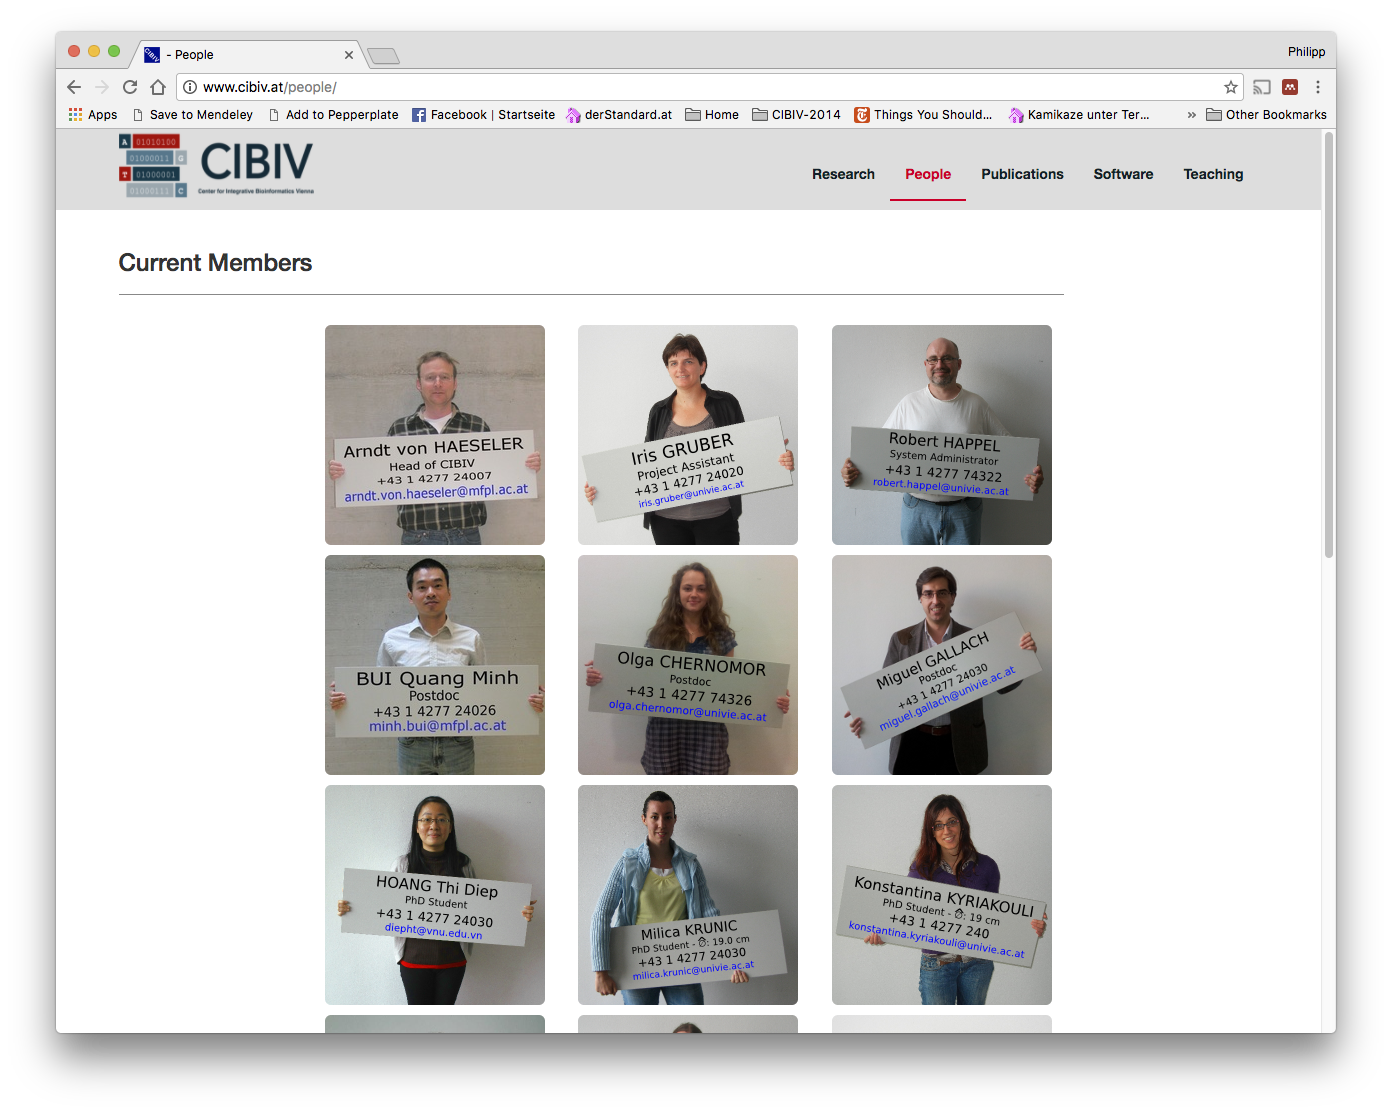 - People
Philipp
www.cibiv.at/people/
Apps Save to Mendeley Add to Pepperplate Facebook | Startseite derStandard.at Home CIBIV-2014 Things You Should... Kamikaze unter Ter... » Other Bookmarks
A 01010100
01000011 G
T 01000001
01000111 C
CIBIV
Center for Integrative Bioinformatics Vienna
Research People Publications Software Teaching
Current Members
Arndt von HAESELER
Head of CIBIV
+43 1 4277 24007
arndt.von.haeseler@mfpl.ac.at
Iris GRUBER
Project Assistant
+43 1 4277 24020
iris.gruber@univie.ac.at
Robert HAPPEL
System Administrator
+43 1 4277 74322
robert.happel@univie.ac.at
BUI Quang Minh
Postdoc
+43 1 4277 24026
minh.bui@mfpl.ac.at
Olga CHERNOMOR
Postdoc
+43 1 4277 74326
olga.chernomor@univie.ac.at
Miguel GALLACH
Postdoc
+43 1 4277 24030
miguel.gallach@univie.ac.at
HOANG Thi Diep
PhD Student
+43 1 4277 24030
diepht@vnu.edu.vn
Milica KRUNIC
PhD Student - : 19.0 cm
+43 1 4277 24030
milica.krunic@univie.ac.at
Konstantina KYRIAKOULI
PhD Student - : 19 cm
+43 1 4277 240
konstantina.kyriakouli@univie.ac.at